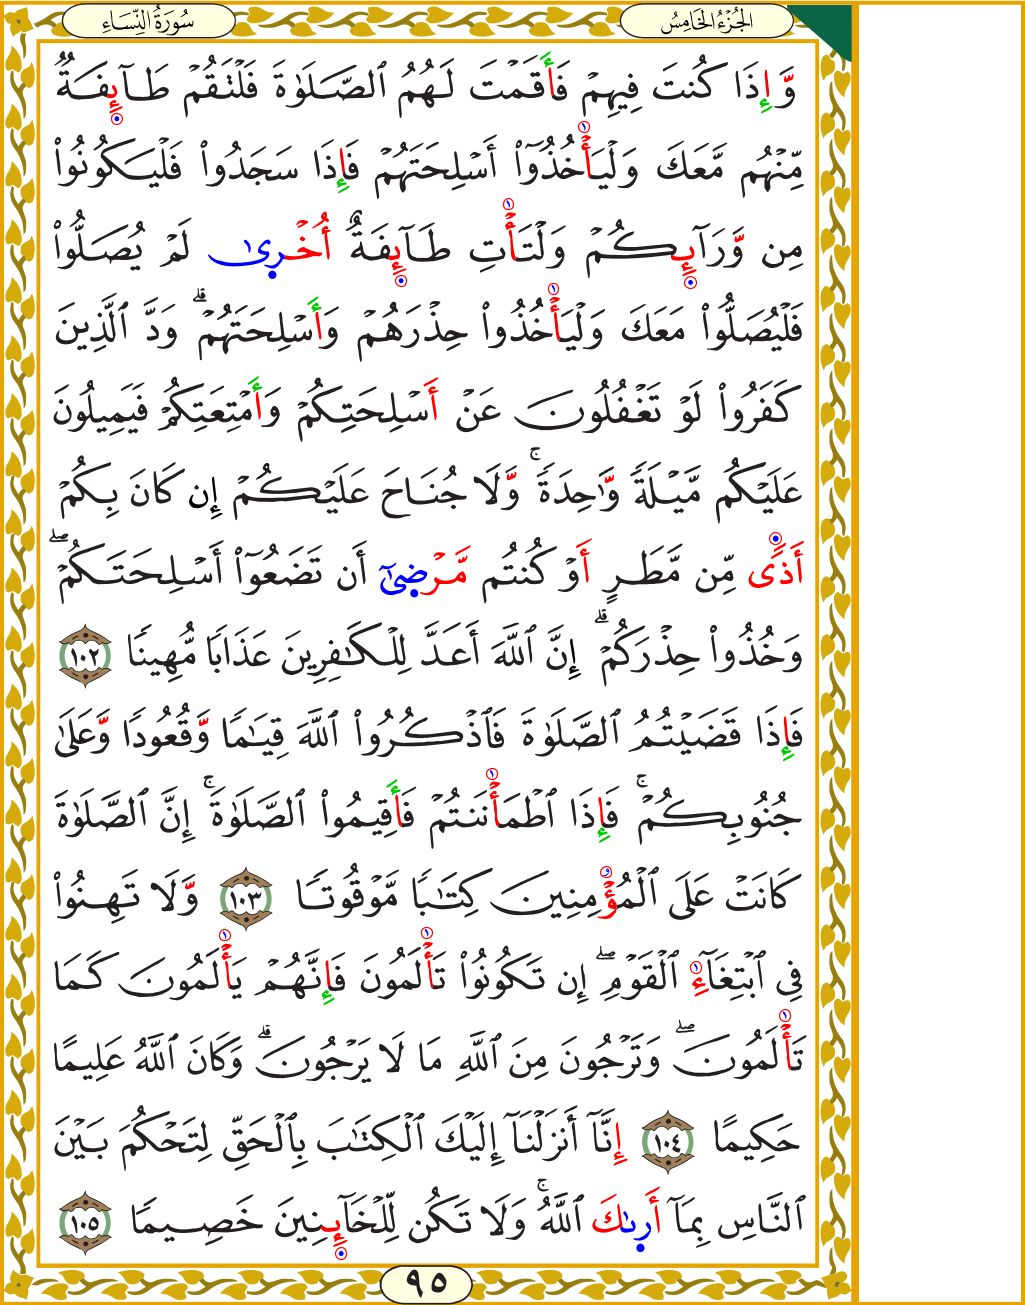 الجُزْءُ الخَامِسُ
سُورَةُ النِّسَاءِ
وَإِذَا كُنتَ فِيهِمۡ فَأَقَمۡتَ لَهُمُ ٱلصَّلَوٰةَ فَلۡتَقُمۡ طَآئِفَةٞ
مِّنۡهُم مَّعَكَ وَلۡيَأۡخُذُوٓاْ أَسۡلِحَتَهُمۡ فَإِذَا سَجَدُواْ فَلۡيَكُونُواْ
مِن وَّرَآئِكُمۡ وَلۡتَأۡتِ طَآئِفَةٌ أُخۡرَىٰ لَمۡ يُصَلُّواْ
فَلۡيُصَلُّواْ مَعَكَ وَلۡيَأۡخُذُواْ حِذۡرَهُمۡ وَأَسۡلِحَتَهُمۡۗ وَدَّ ٱلَّذِينَ
كَفَرُواْ لَوۡ تَغۡفُلُونَ عَنۡ أَسۡلِحَتِكُمۡ وَأَمۡتِعَتِكُمۡ فَيَمِيلُونَ
عَلَيۡكُم مَّيۡلَةٗ وَّٰحِدَةٗۚ وَّلَا جُنَاحَ عَلَيۡكُمۡ إِن كَانَ بِكُمۡ
أَذٗى مِّن مَّطَرٍ أَوۡ كُنتُم مَّرۡضَىٰٓ أَن تَضَعُوٓاْ أَسۡلِحَتَكُمۡۖ
وَخُذُواْ حِذۡرَكُمۡۗ إِنَّ ٱللَّهَ أَعَدَّ لِلۡكَٰفِرِينَ عَذَابٗا مُّهِينٗا ١٠٢
فَإِذَا قَضَيۡتُمُ ٱلصَّلَوٰةَ فَٱذۡكُرُواْ ٱللَّهَ قِيَٰمٗا وَّقُعُودٗا وَّعَلَىٰ
جُنُوبِكُمۡۚ فَإِذَا ٱطۡمَأۡنَنتُمۡ فَأَقِيمُواْ ٱلصَّلَوٰةَۚ إِنَّ ٱلصَّلَوٰةَ
كَانَتۡ عَلَى ٱلۡمُؤۡمِنِينَ كِتَٰبٗا مَّوۡقُوتٗا ١٠٣ وَّلَا تَهِنُواْ
فِي ٱبۡتِغَآءِ ٱلۡقَوۡمِۖ إِن تَكُونُواْ تَأۡلَمُونَ فَإِنَّهُمۡ يَأۡلَمُونَ كَمَا
تَأۡلَمُونَۖ وَتَرۡجُونَ مِنَ ٱللَّهِ مَا لَا يَرۡجُونَۗ وَكَانَ ٱللَّهُ عَلِيمًا
حَكِيمًا ١٠٤ إِنَّآ أَنزَلۡنَآ إِلَيۡكَ ٱلۡكِتَٰبَ بِٱلۡحَقِّ لِتَحۡكُمَ بَيۡنَ
ٱلنَّاسِ بِمَآ أَرَىٰكَ ٱللَّهُۚ وَلَا تَكُن لِّلۡخَآئِنِينَ خَصِيمٗا ١٠٥
٩٥